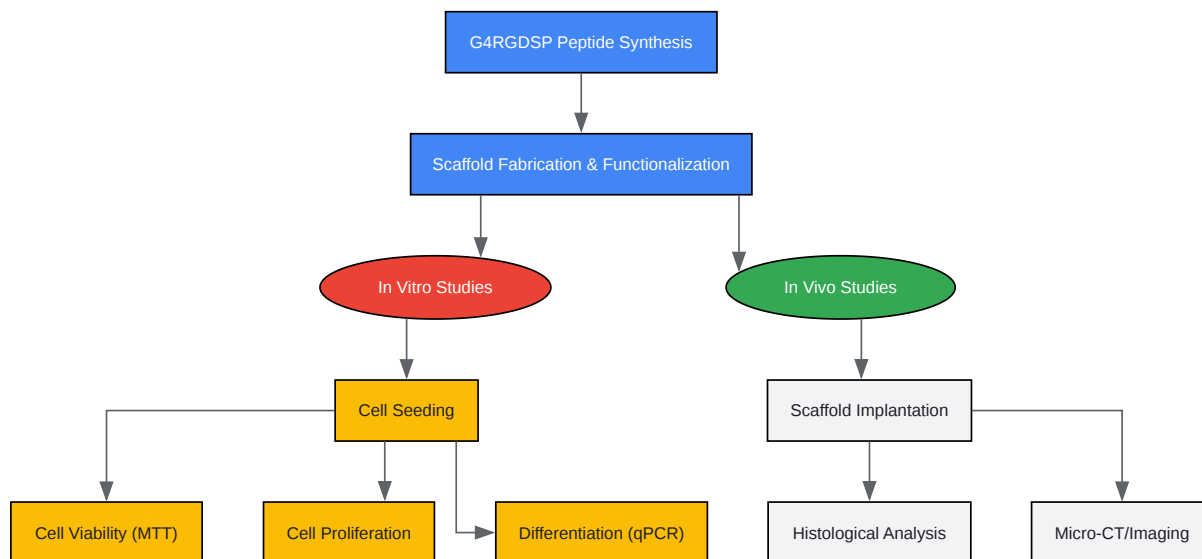 G4RGDSP Peptide Synthesis
Scaffold Fabrication & Functionalization
In Vitro Studies
In Vivo Studies
Cell Seeding
Scaffold Implantation
Cell Viability (MTT)
Cell Proliferation
Differentiation (qPCR)
Histological Analysis
Micro-CT/Imaging